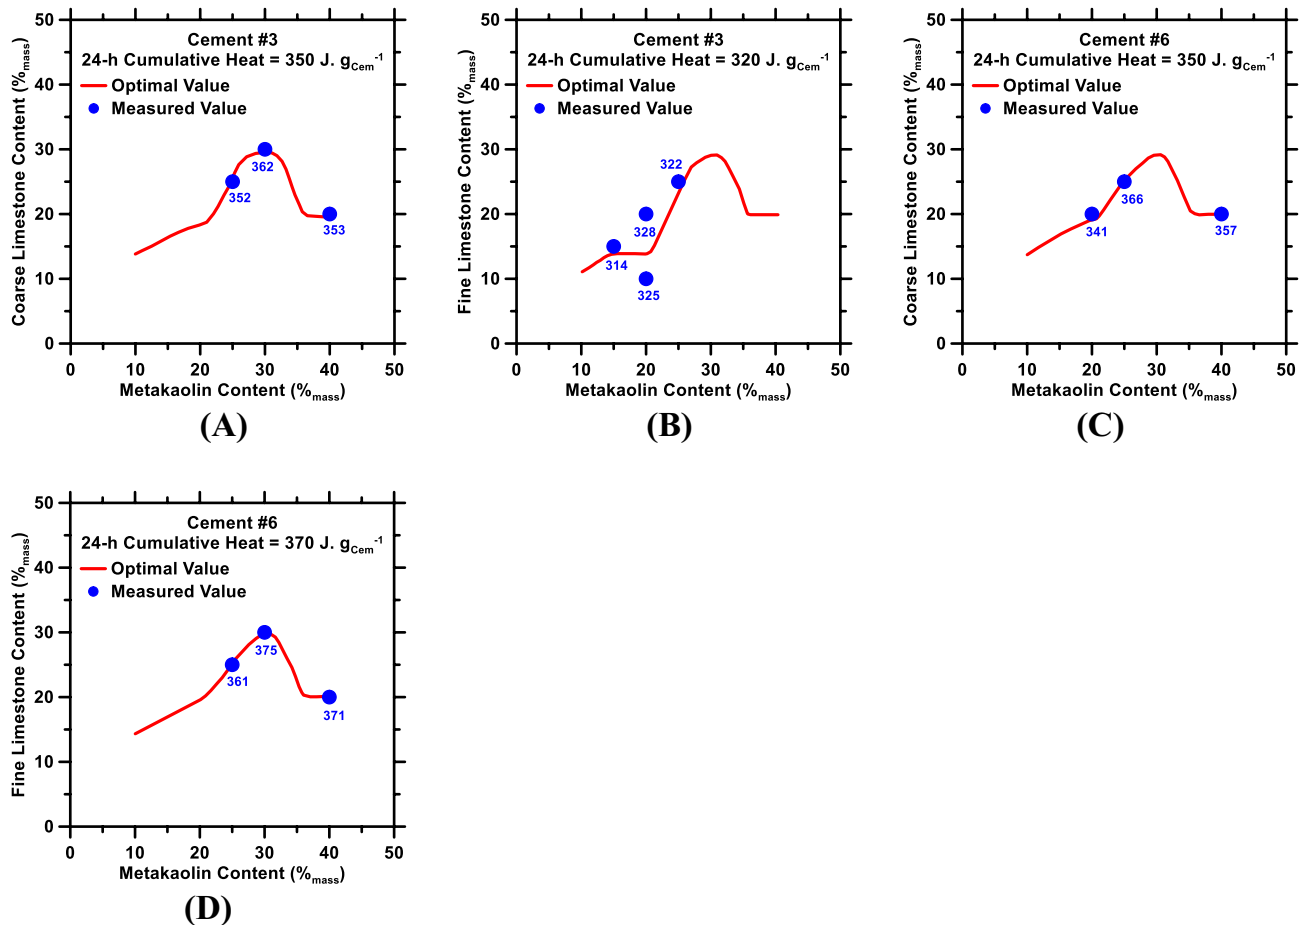 50
40
30
20
10
0
Coarse Limestone Content (%mass)
Cement #3
24-h Cumulative Heat = 350 J. gCem-1
Optimal Value
Measured Value
362
352
353
0 10 20 30 40 50
Metakaolin Content (%mass)
(A)
50
40
30
20
10
0
Fine Limestone Content (%mass)
Cement #3
24-h Cumulative Heat = 320 J. gCem-1
Optimal Value
Measured Value
322
328
314
325
0 10 20 30 40 50
Metakaolin Content (%mass)
(B)
50
40
30
20
10
0
Coarse Limestone Content (%mass)
Cement #6
24-h Cumulative Heat = 350 J. gCem-1
Optimal Value
Measured Value
366
341
357
0 10 20 30 40 50
Metakaolin Content (%mass)
(C)
50
40
30
20
10
0
Fine Limestone Content (%mass)
Cement #6
24-h Cumulative Heat = 370 J. gCem-1
Optimal Value
Measured Value
375
361
371
0 10 20 30 40 50
Metakaolin Content (%mass)
(D)